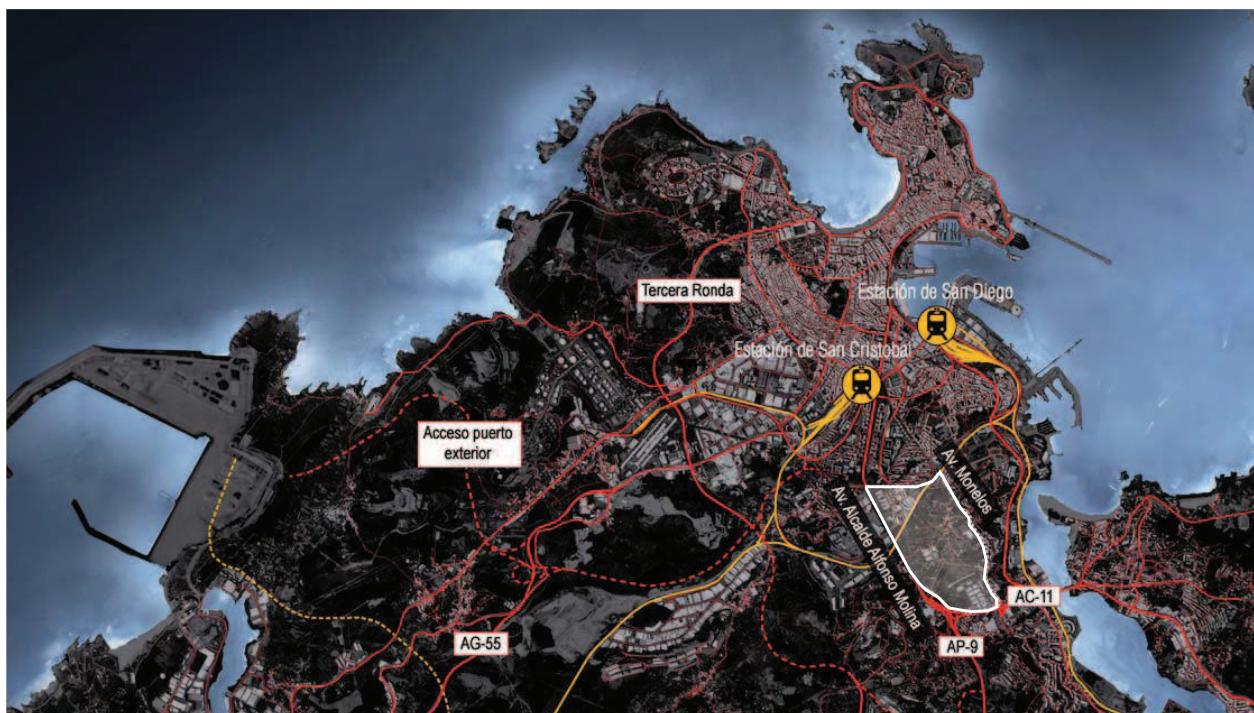 Estación de San Diego
Tercera Ronda
Estación de San Cristobal
Acceso puerto
exterior
Av. Monelos
Av. Alcalde Alfonso Molina
AC-11
AG-55
AP-9